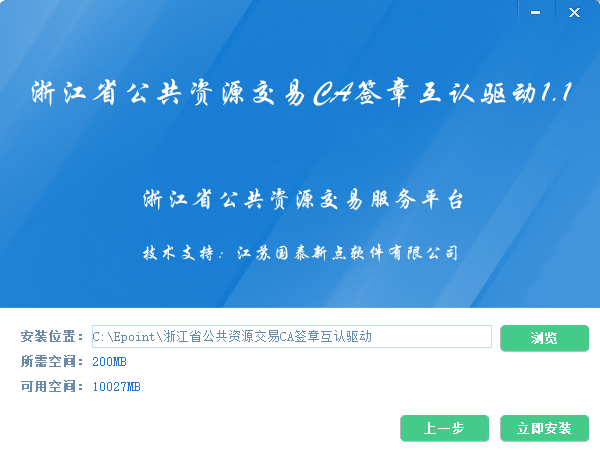 浙江省公共资源交易CA签章互认驱动1.1
浙江省公共资源交易服务平台
技术支持：江苏国泰新点软件有限公司
安装位置：C:\Epoint\浙江省公共资源交易CA签章互认驱动 浏览
所需空间：200MB
可用空间：10027MB
上一步 立即安装